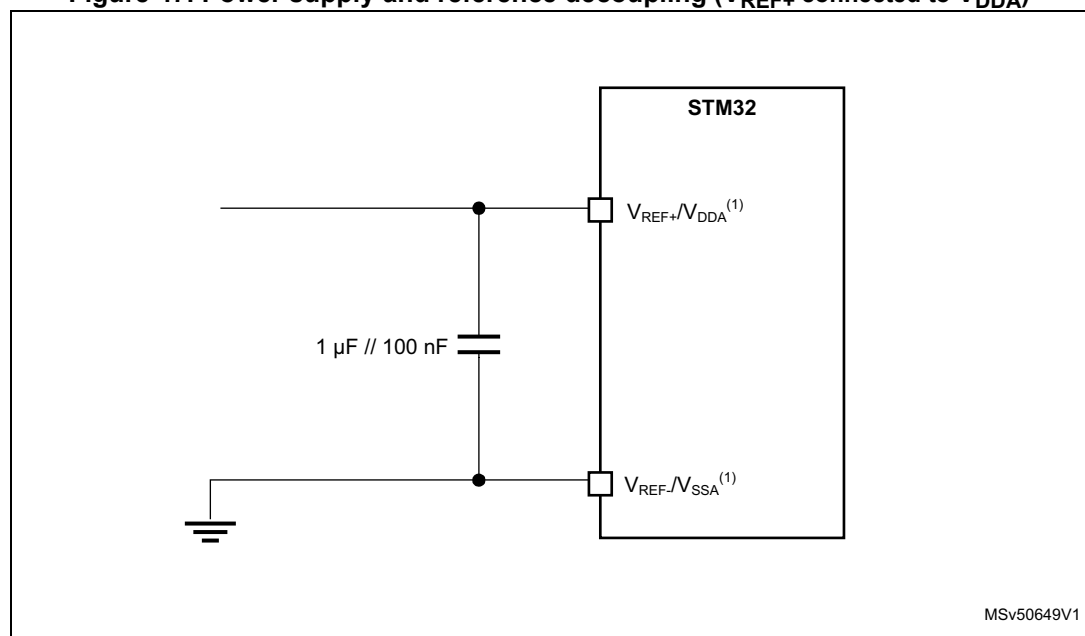 Figure Power supply and reference decoupling (VREF+ connected to VDDA)
STM32
VREF+/VDDA(1)
1 µF // 100 nF
VREF-/VSSA(1)
MSv50649V1